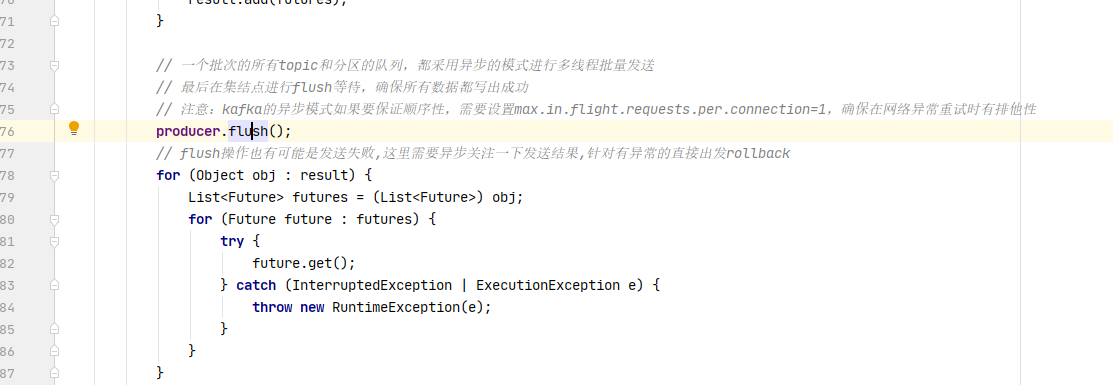 result.add(futures);
71 }
72
73 // 一个批次的所有topic和分区的队列，都采用异步的模式进行多线程批量发送
74 // 最后在集结点进行flush等待，确保所有数据都写出成功
75 // 注意：kafka的异步模式如果要保证顺序性，需要设置max.in.flight.requests.per.connection=1，确保在网络异常重试时有排他性
76 producer.flush();
77 // flush操作也有可能是发送失败,这里需要异步关注一下发送结果,针对有异常的直接出发rollback
78 for (Object obj : result) {
79 List<Future> futures = (List<Future>) obj;
80 for (Future future : futures) {
81 try {
82 future.get();
83 } catch (InterruptedException | ExecutionException e) {
84 throw new RuntimeException(e);
85 }
86 }
87 }